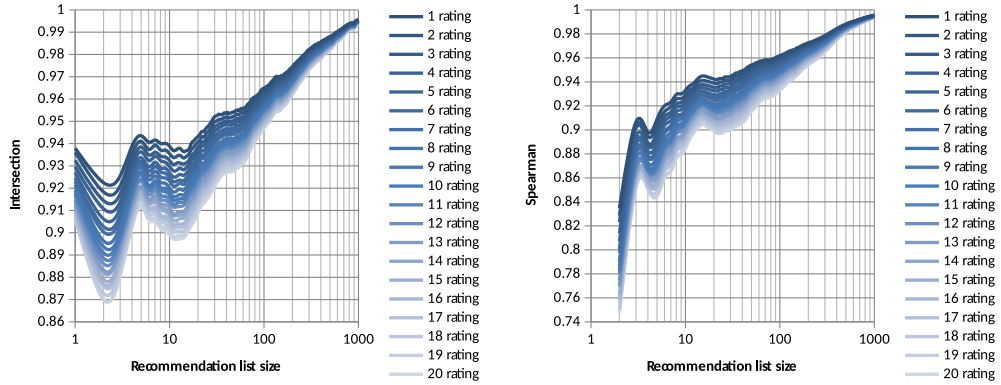 1
0.99
0.98
0.97
0.96
0.95
0.94
0.93
0.92
0.91
0.9
0.89
0.88
0.87
0.86
Intersection
1
10
100
1000
Recommendation list size
1 rating
2 rating
3 rating
4 rating
5 rating
6 rating
7 rating
8 rating
9 rating
10 rating
11 rating
12 rating
13 rating
14 rating
15 rating
16 rating
17 rating
18 rating
19 rating
20 rating
1
0.98
0.96
0.94
0.92
0.9
0.88
0.86
0.84
0.82
0.8
0.78
0.76
0.74
Spearman
1
10
100
1000
Recommendation list size
1 rating
2 rating
3 rating
4 rating
5 rating
6 rating
7 rating
8 rating
9 rating
10 rating
11 rating
12 rating
13 rating
14 rating
15 rating
16 rating
17 rating
18 rating
19 rating
20 rating